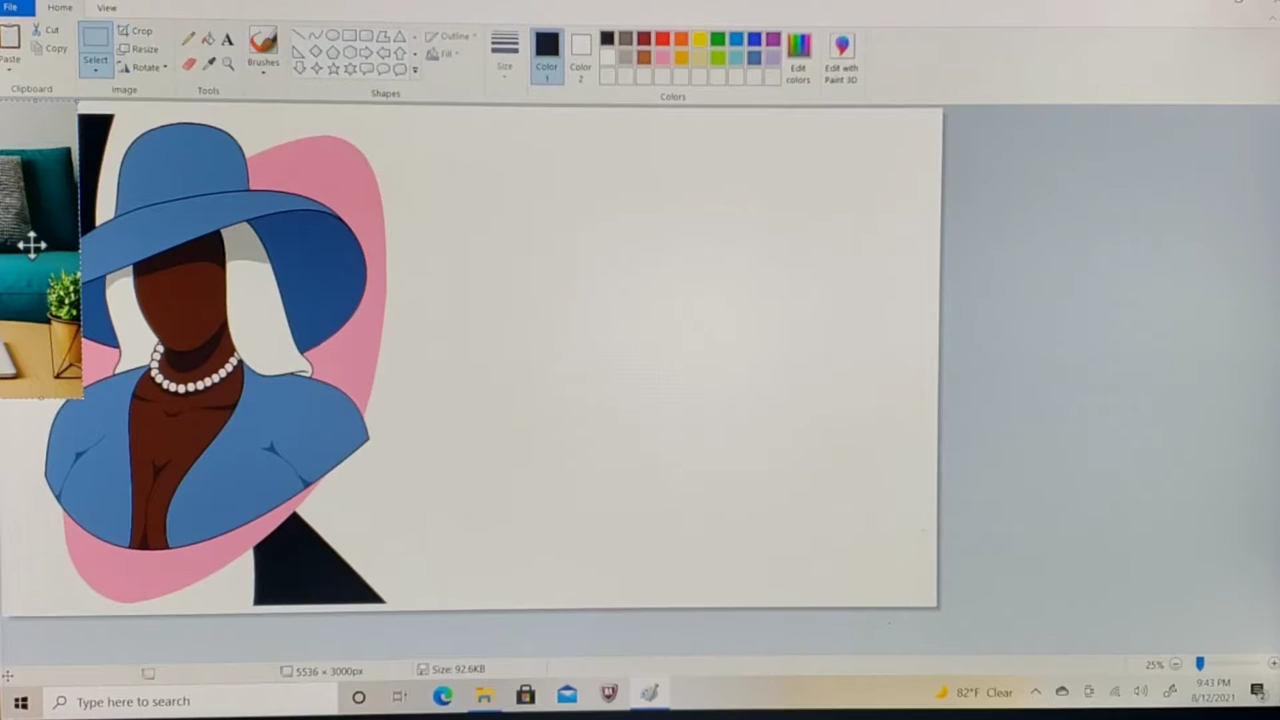 File
Home
View
Cut
Copy
Paste
Clipboard
Select
Crop
Resize
Rotate
Image
Tools
Brushes
Shapes
Outline
Fill
Size
Color
1
Color
2
Edit
colors
Edit with
Paint 3D
Colors
5536 × 3000px
Size: 92.6KB
25%
Type here to search
82°F Clear
9:43 PM
8/12/2021